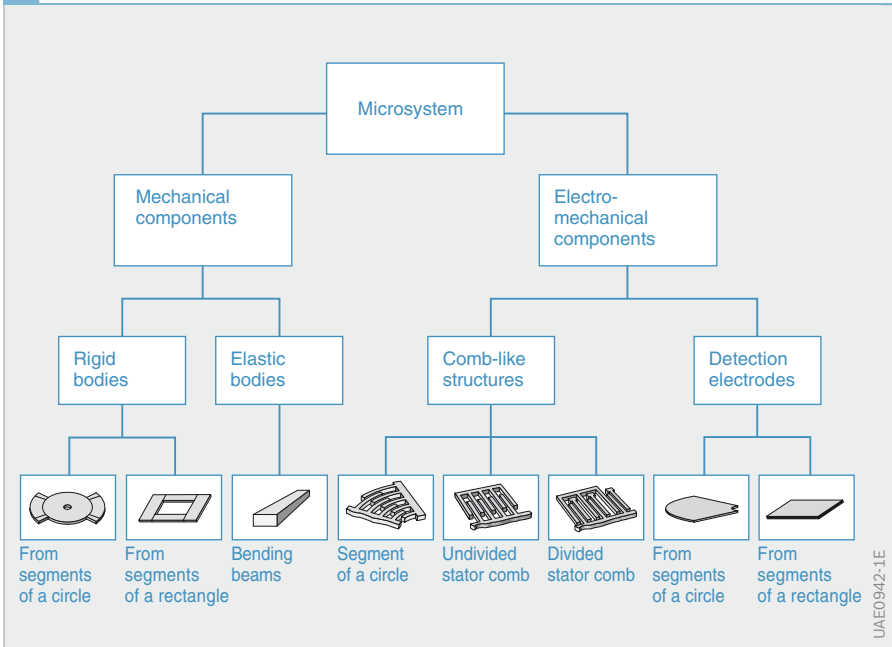 Microsystem
Mechanical
components
Electro-
mechanical
components
Rigid
bodies
Elastic
bodies
Comb-like
structures
Detection
electrodes
From
segments
of a circle
From
segments
of a rectangle
Bending
beams
Segment
of a circle
Undivided
stator comb
Divided
stator comb
From
segments
of a circle
From
segments
of a rectangle
UAE0942-1E